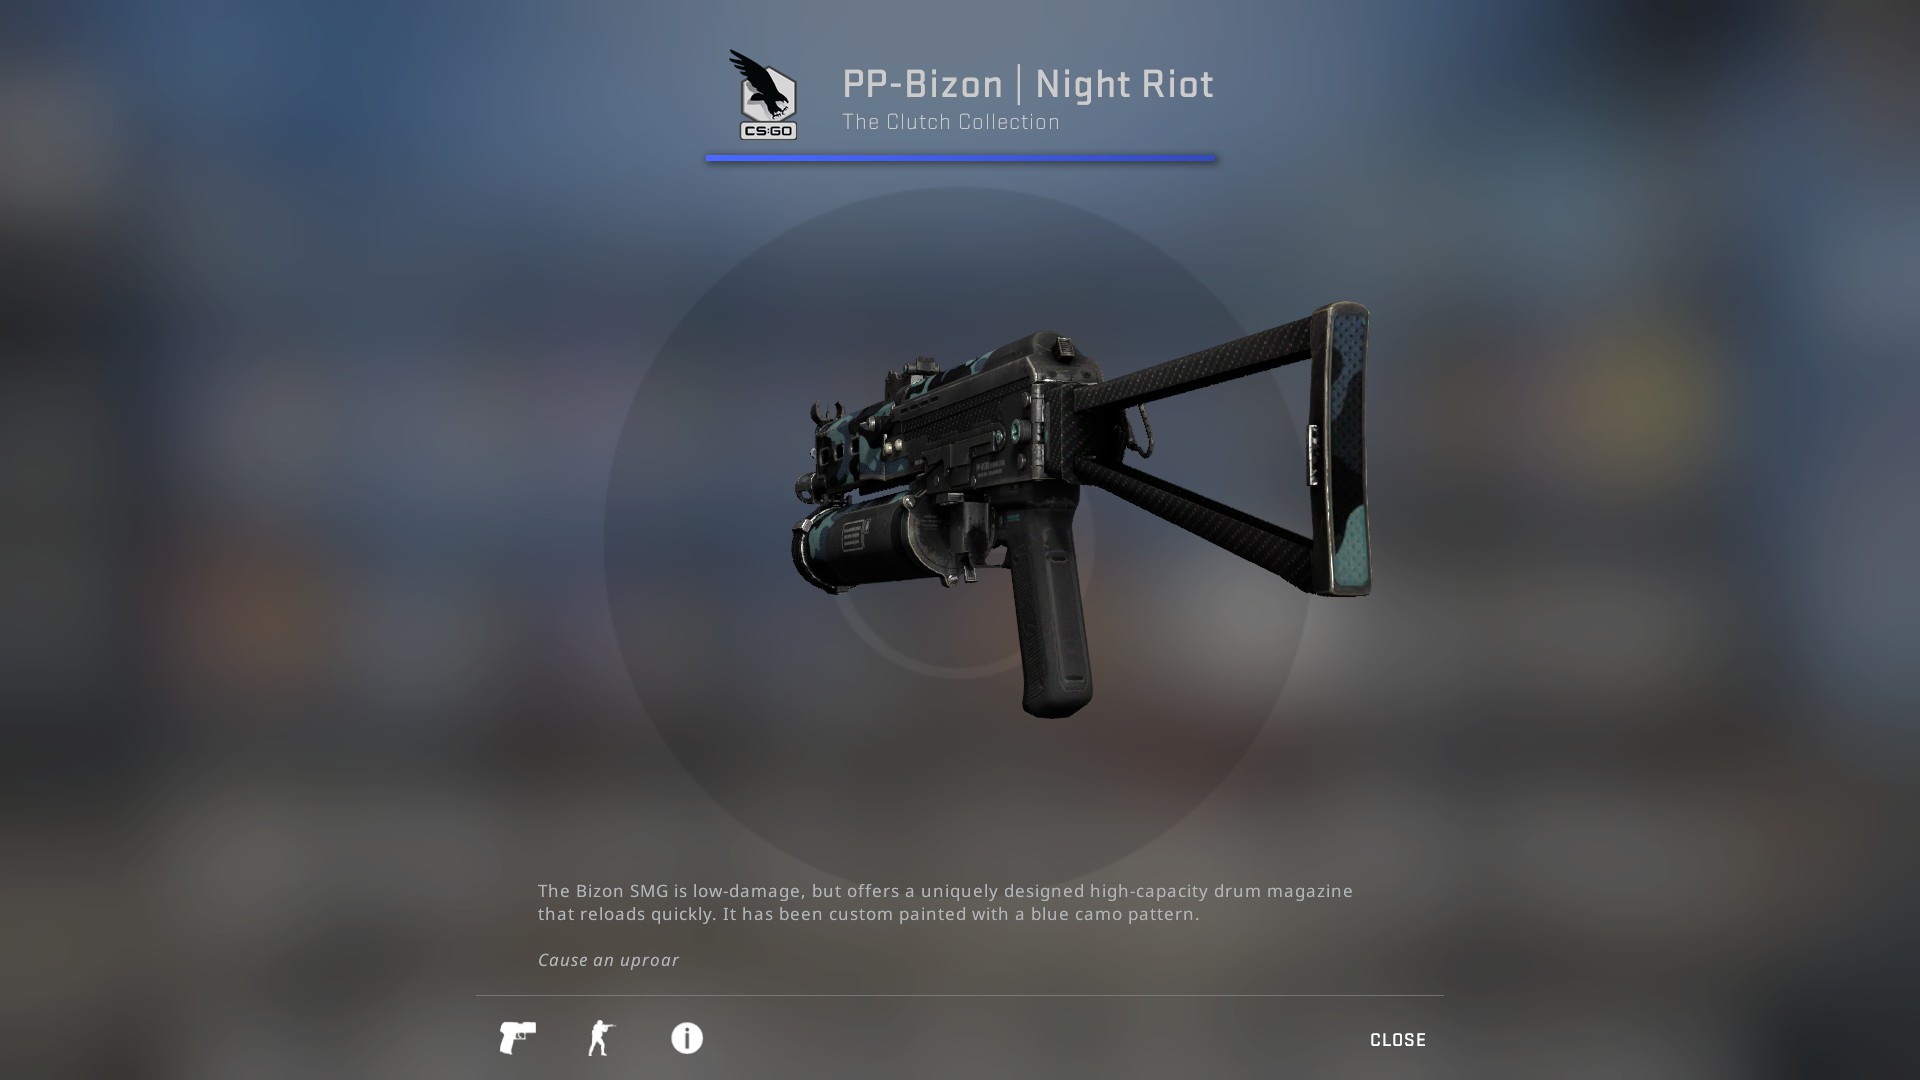 PP-Bizon | Night Riot
CS:GO
The Clutch Collection
The Bizon SMG is low-damage, but offers a uniquely designed high-capacity drum magazine
that reloads quickly. It has been custom painted with a blue camo pattern.
Cause an uproar
CLOSE